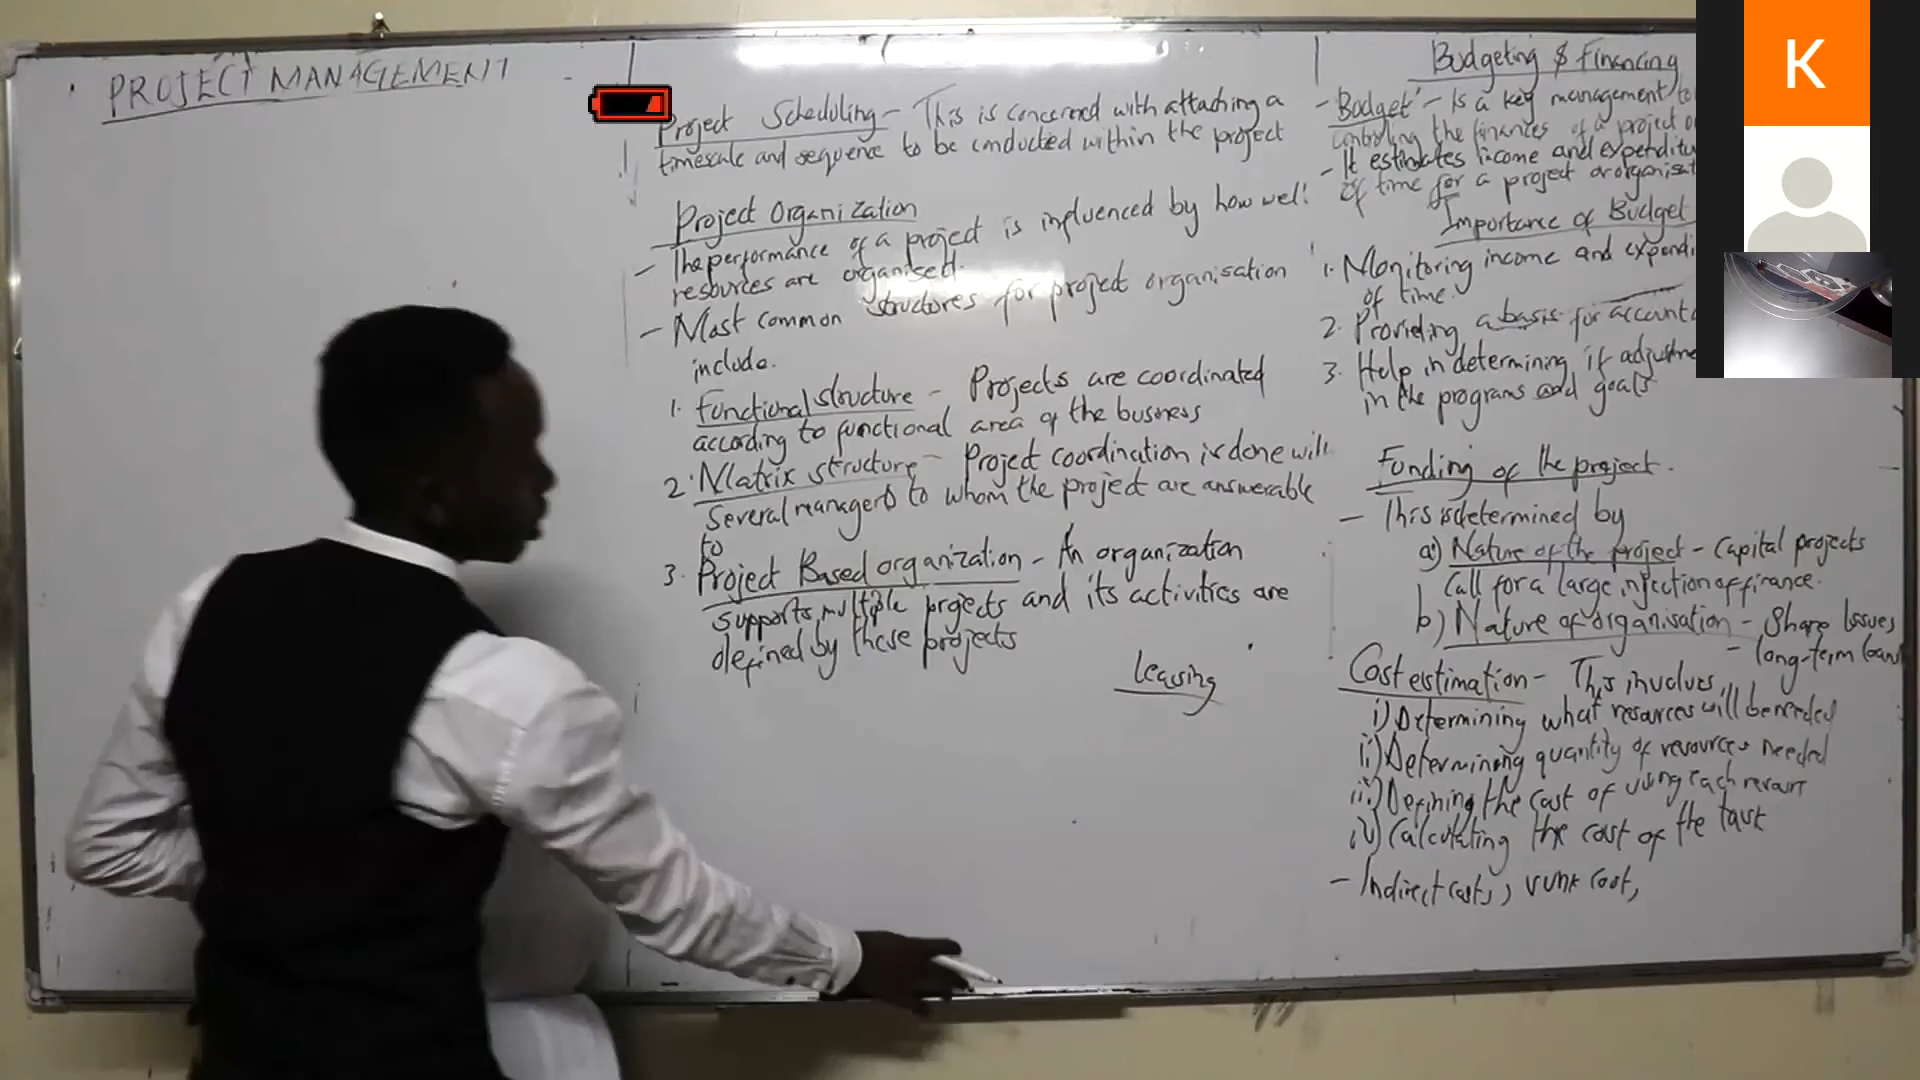 PROJECT MANAGEMENT
Project Scheduling - This is concerned with attaching a
timescale and sequence to be conducted within the project
Project Organization
- The performance of a project is influenced by how well
resources are organised.
- Most common structures for project organisation
include.
1. Functional structure - Projects are coordinated
according to functional area of the business
2. Matrix structure - Project coordination is done will
several managers to whom the project are answerable
to
3. Project Based organization - An organization
supports multiple projects and its activities are
defined by these projects
Leasing
Budgeting & Financing
- Budget - Is a key management to
controlling the finances of a project o
- It estimates income and expenditu
of time for a project or organisat
Importance of Budget
1. Monitoring income and expendi
of time.
2. Providing a basis for accounta
3. Help in determining if adjustme
in the programs and goals
Funding of the project.
- This is determined by
a) Nature of the project - Capital projects
Call for a large injection of finance.
b) Nature of organisation - Share Issues
- long-term loans
Cost estimation - This involves
i) Determining what resources will be needed
ii) Determining quantity of resources needed
iii) Defining the cost of using each
iv) Calculating the cost of the task
- Indirect costs, sunk cost,
K